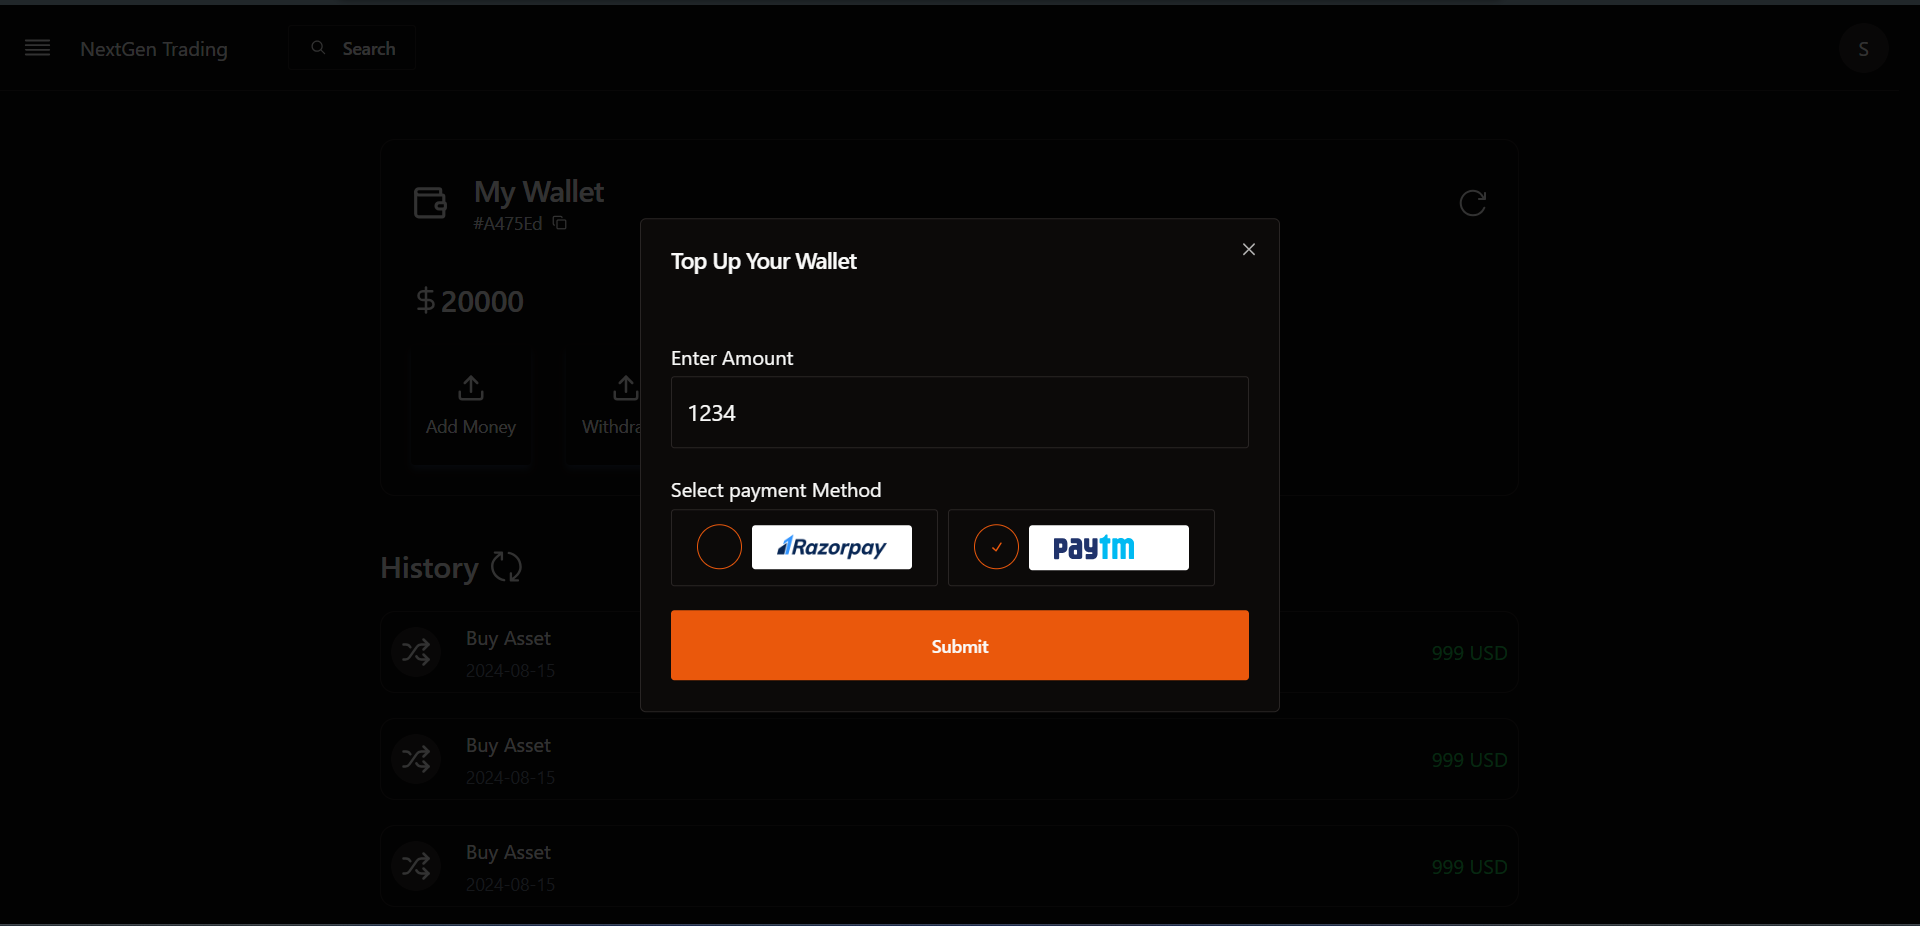 NextGen Trading
Search
S
My Wallet
#A475Ed
$20000
Add Money
Withdra
Top Up Your Wallet
Enter Amount
1234
Select payment Method
Razorpay
paytm
Submit
History
Buy Asset
2024-08-15
999 USD
Buy Asset
2024-08-15
999 USD
Buy Asset
2024-08-15
999 USD